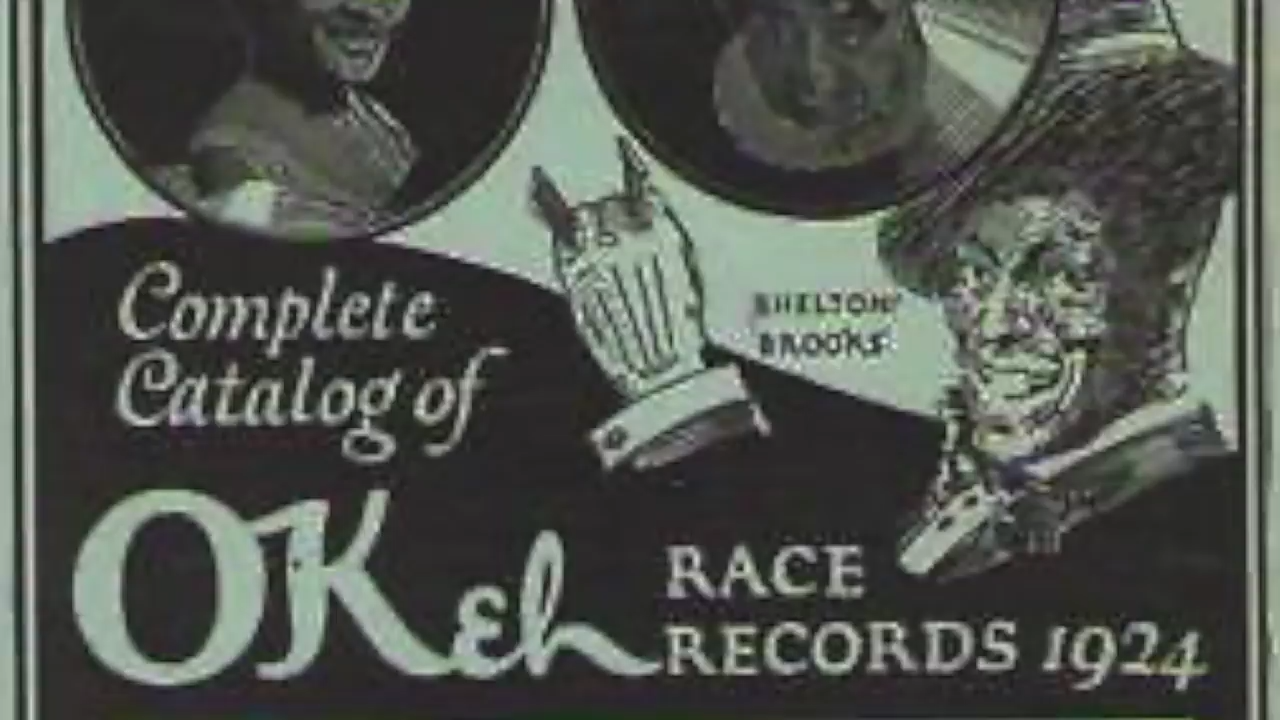 SHELTON
BROOKS
Complete
Catalog of
OKeh RACE
RECORDS 1924